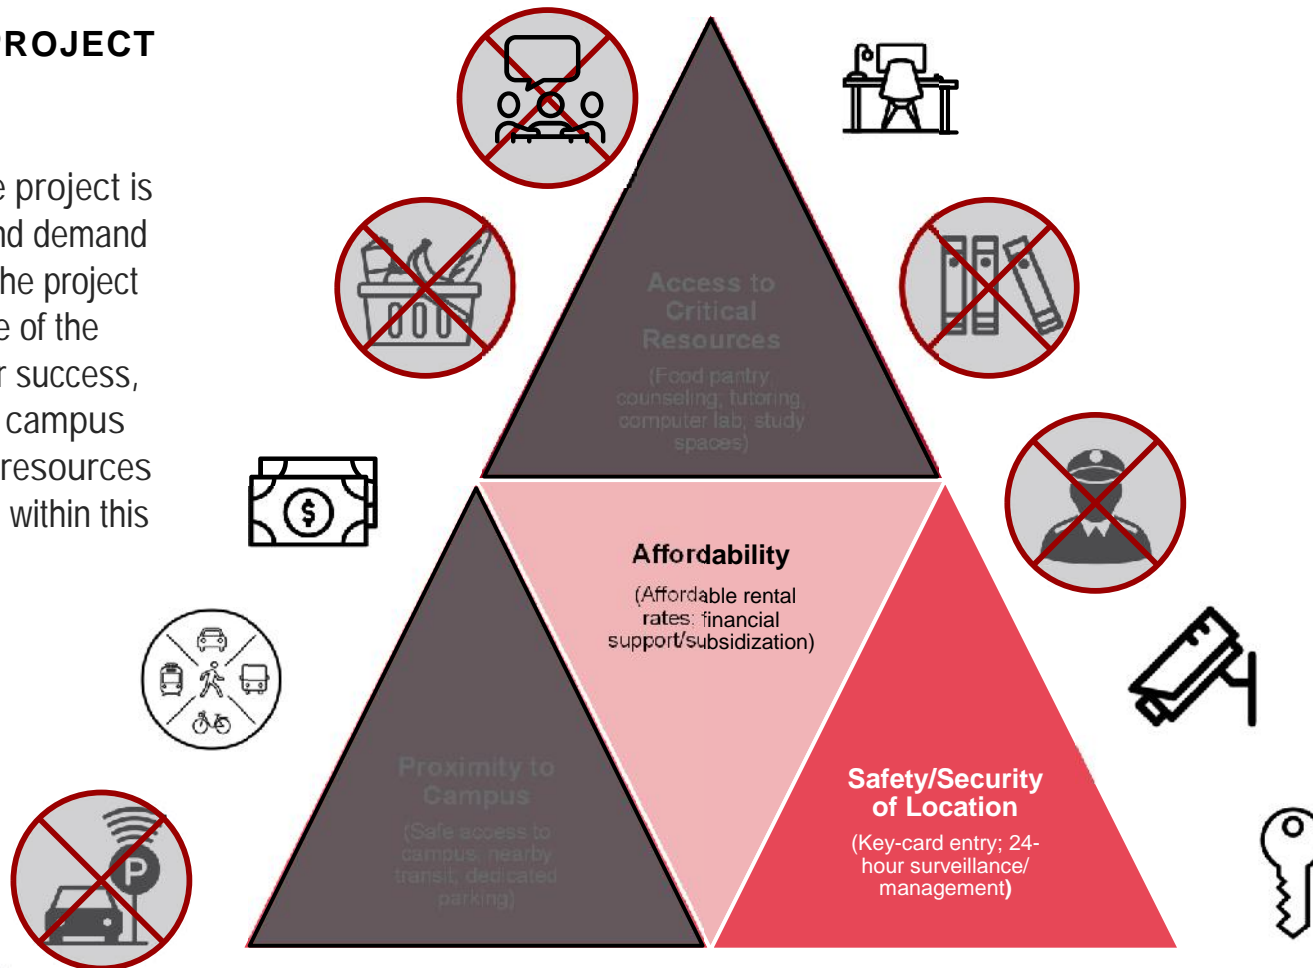 PROJECT
e project is
nd demand
he project
e of the
r success,
campus
resources
within this
Access to
Critical
Resources
(Food pantry;
counseling; tutoring,
computer lab; study
spaces)
$
Affordability
(Affordable rental
rates; financial
support/subsidization)
Proximity to
Campus
(Safe access to
campus; nearby
transit; dedicated
parking)
P
Safety/Security
of Location
(Key-card entry; 24-
hour surveillance/
management)